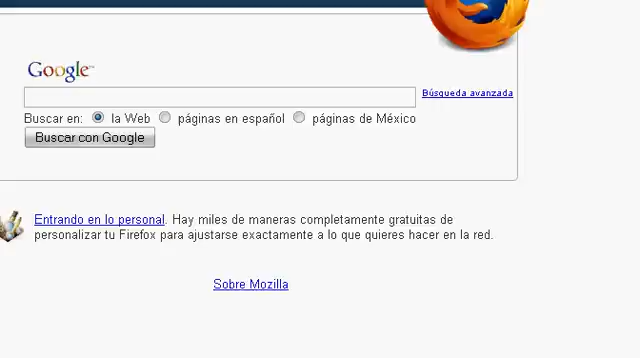 Google™
Búsqueda avanzada
Buscar en: la Web páginas en español páginas de México
Buscar con Google
Entrando en lo personal. Hay miles de maneras completamente gratuitas de
personalizar tu Firefox para ajustarse exactamente a lo que quieres hacer en la red.
Sobre Mozilla